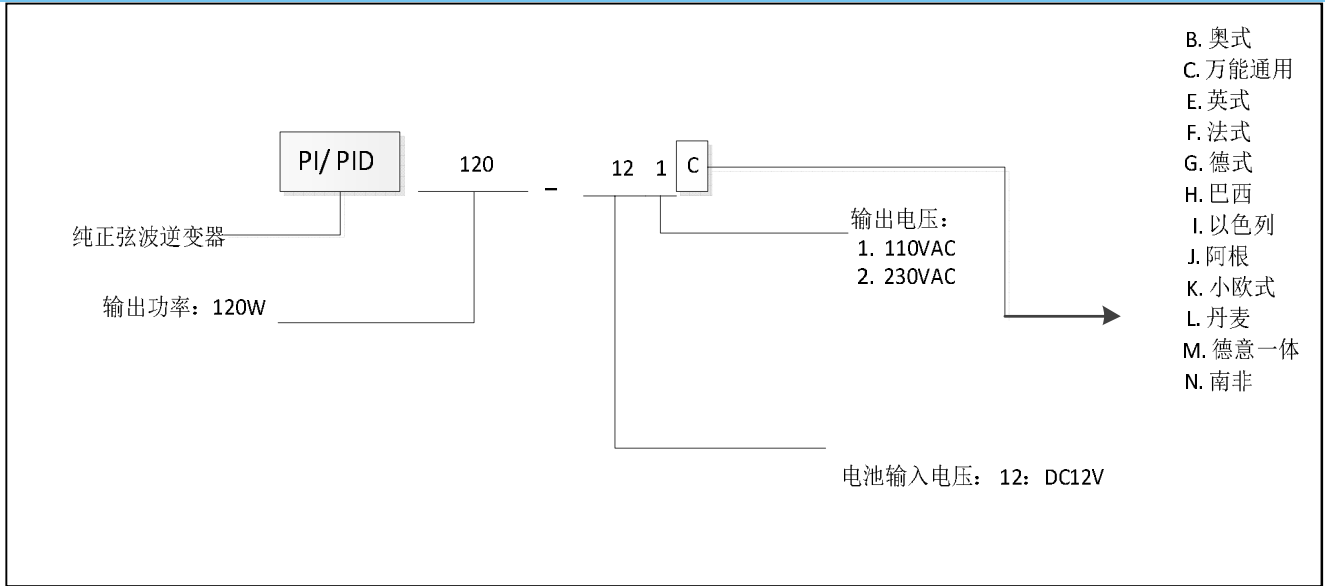 B. 奥式
C. 万能通用
E. 英式
F. 法式
G. 德式
H. 巴西
I. 以色列
J. 阿根
K. 小欧式
L. 丹麦
M. 德意一体
N. 南非
PI/ PID 120 – 12 1 C
纯正弦波逆变器
输出功率：120W
输出电压：
1. 110VAC
2. 230VAC
电池输入电压： 12： DC12V